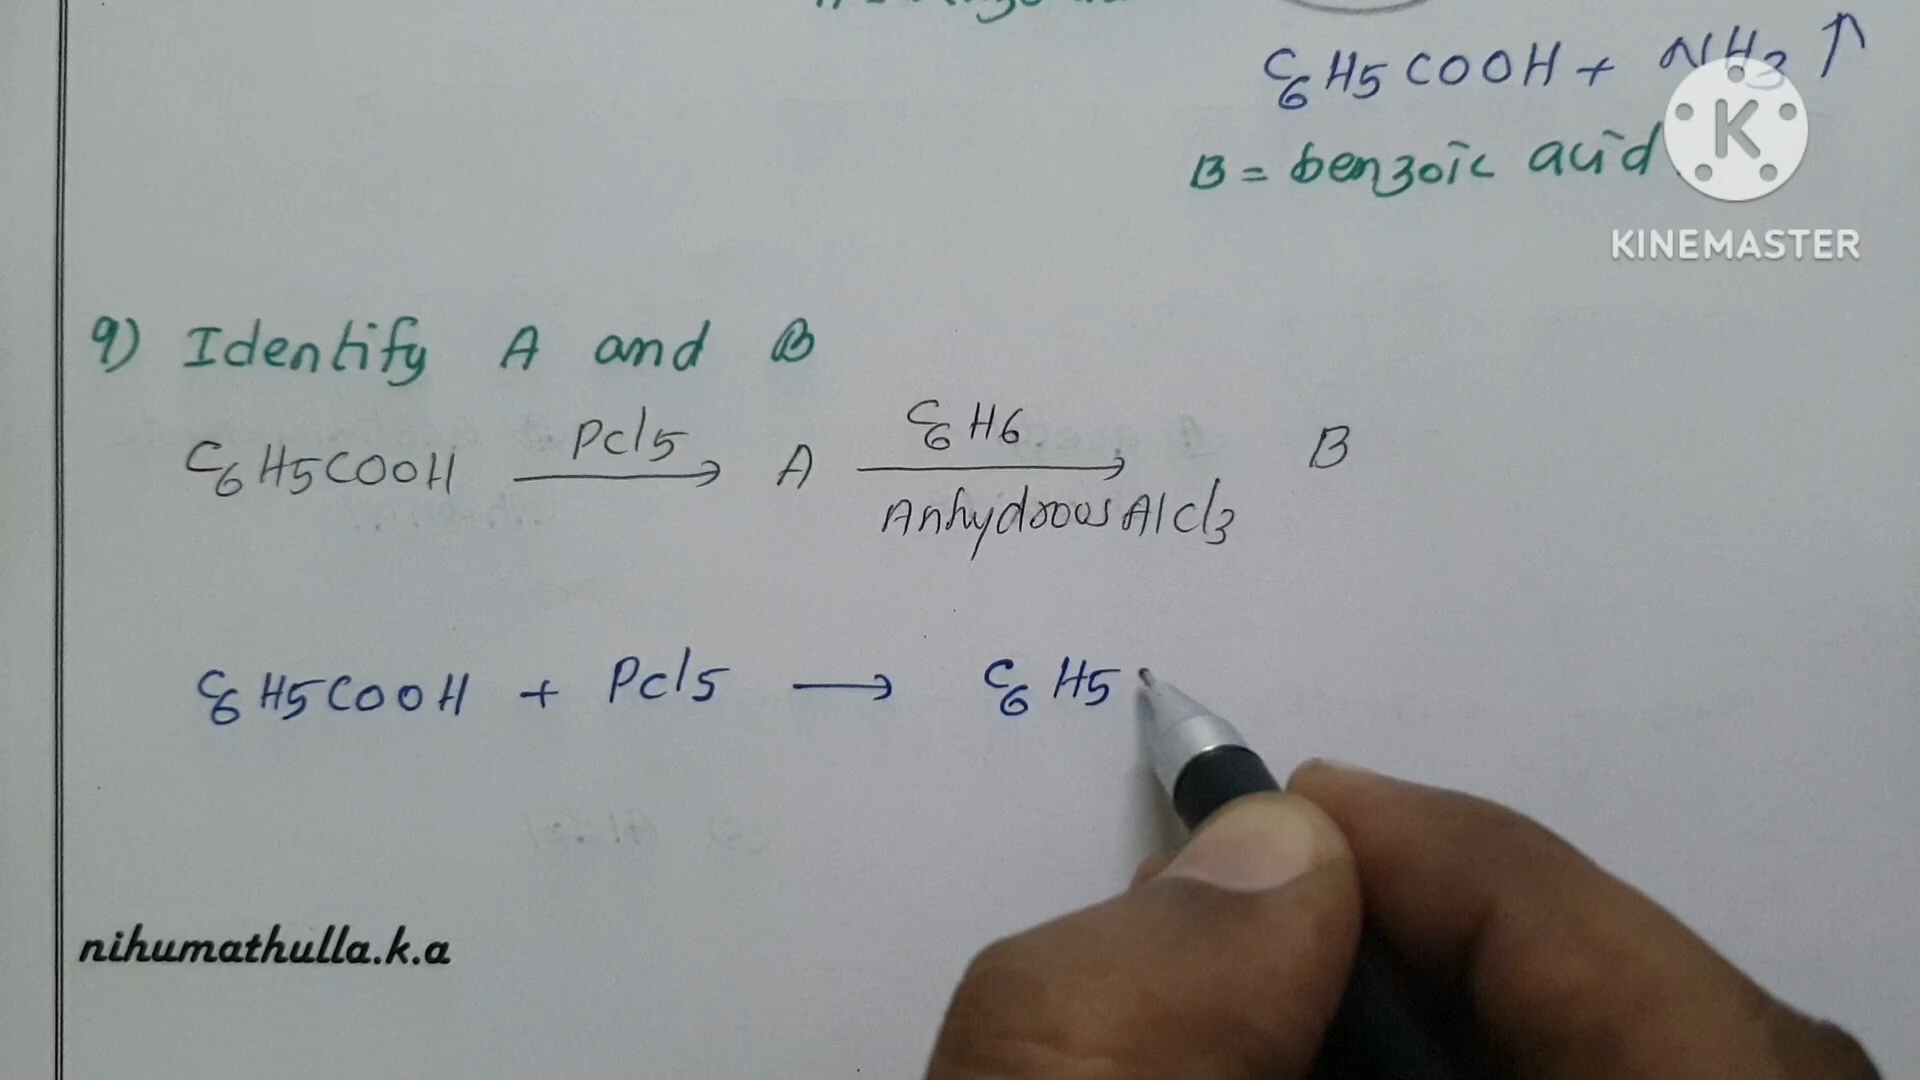 C6H5COOH + NH3 ↑
B = benzoic acid
K
KINEMASTER
9) Identify A and B
C6H5COOH PCl5 → A C6H6 → B
Anhydrous AlCl3
C6H5COOH + PCl5 → C6H5
nihumathulla.k.a